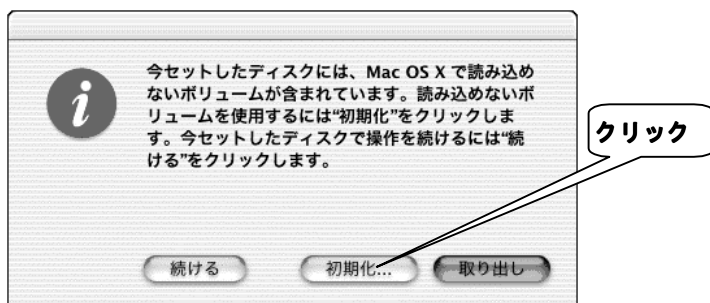 今セットしたディスクには、Mac OS X で読み込め
ないボリュームが含まれています。読み込めないボ
リュームを使用するには“初期化”をクリックしま
す。今セットしたディスクで操作を続けるには“続
ける”をクリックします。
クリック
続ける
初期化...
取り出し